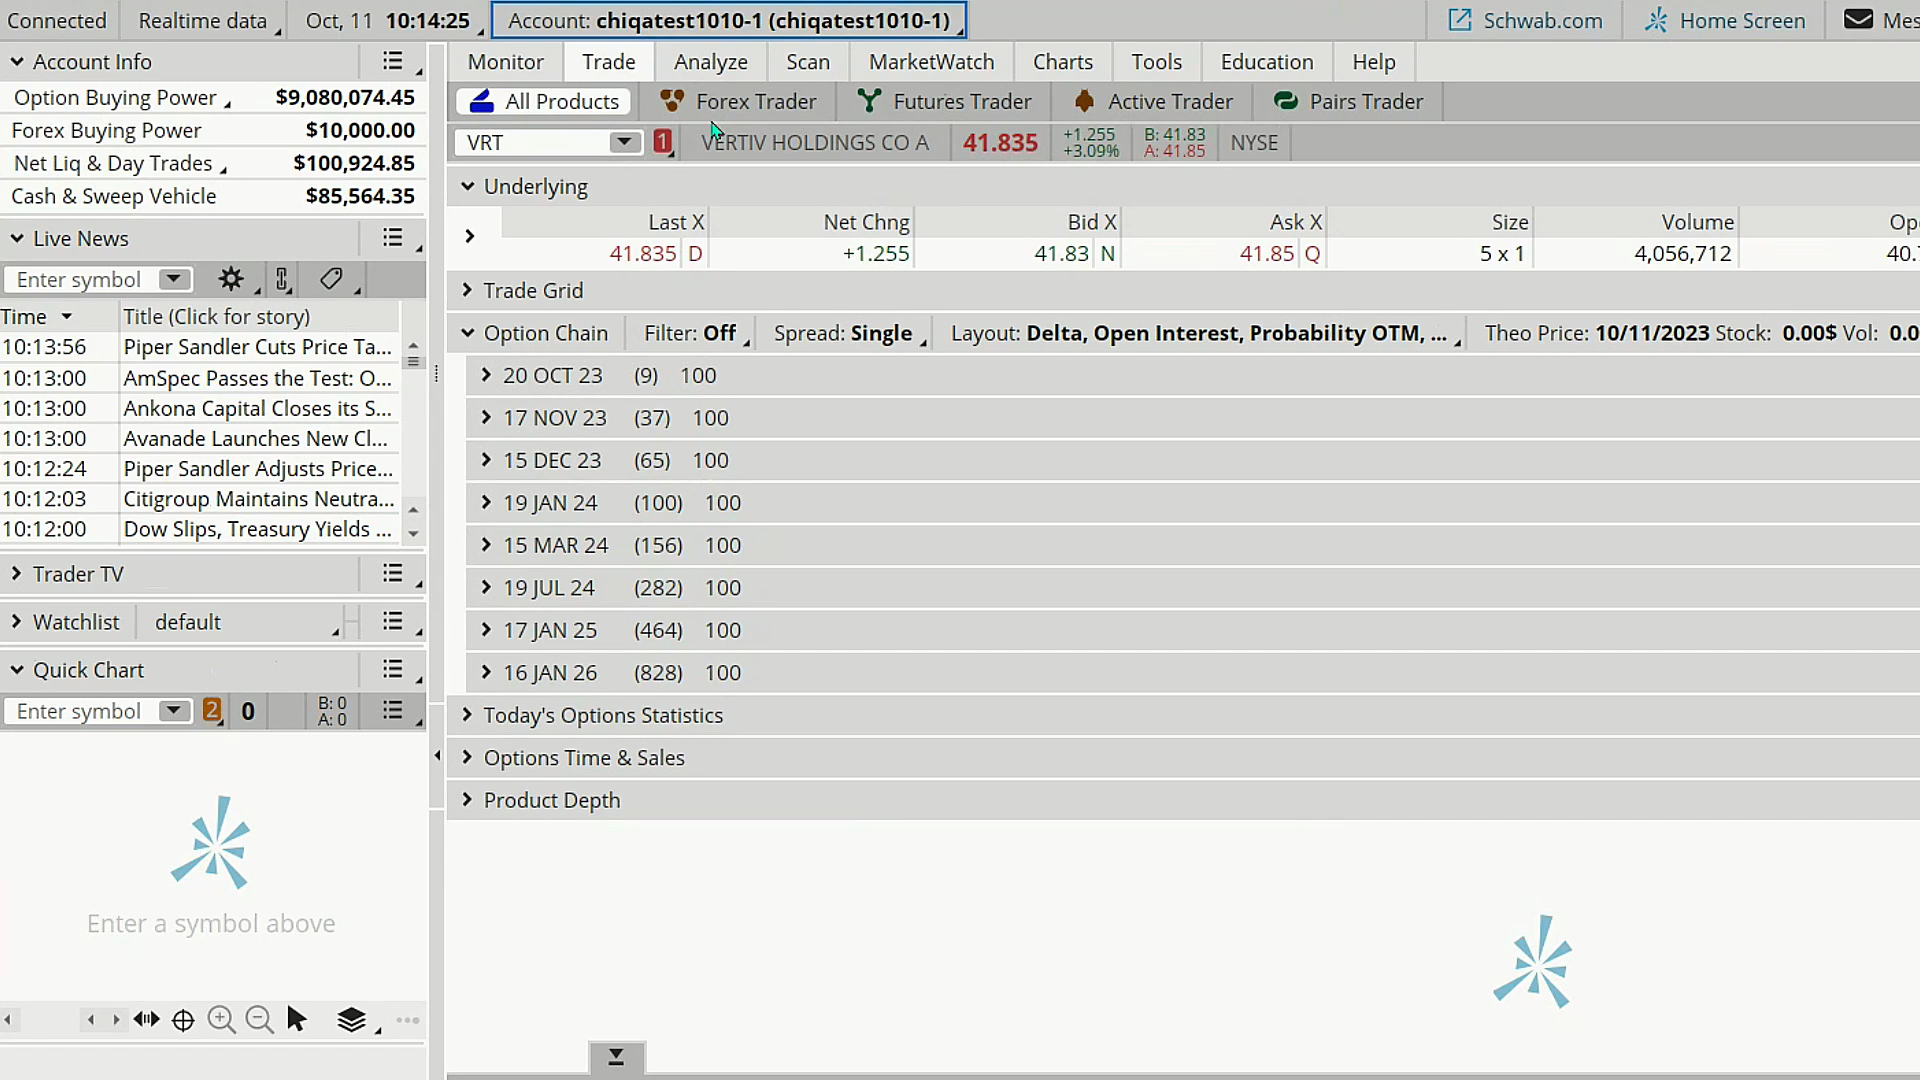 Connected Realtime data Oct, 11 10:14:25 Account: chiqatest1010-1 (chiqatest1010-1) Schwab.com Home Screen
Account Info
Option Buying Power $9,080,074.45
Forex Buying Power $10,000.00
Net Liq & Day Trades $100,924.85
Cash & Sweep Vehicle $85,564.35
Live News
Enter symbol
Time Title (Click for story)
10:13:56 Piper Sandler Cuts Price Ta...
10:13:00 AmSpec Passes the Test: O...
10:13:00 Ankona Capital Closes its S...
10:13:00 Avanade Launches New Cl...
10:12:24 Piper Sandler Adjusts Price...
10:12:03 Citigroup Maintains Neutra...
10:12:00 Dow Slips, Treasury Yields ...
Trader TV
Watchlist default
Quick Chart
Enter symbol 2 0 B: 0
A: 0
Enter a symbol above
Monitor Trade Analyze Scan MarketWatch Charts Tools Education Help
All Products Forex Trader Futures Trader Active Trader Pairs Trader
VRT 1 VERTIV HOLDINGS CO A 41.835 +1.255 B: 41.83 NYSE
+3.09% A: 41.85
Underlying
Last X Net Chng Bid X Ask X Size Volume
41.835 D +1.255 41.83 N 41.85 Q 5 x 1 4,056,712
Trade Grid
Option Chain Filter: Off Spread: Single Layout: Delta, Open Interest, Probability OTM, ... Theo Price: 10/11/2023 Stock: 0.00$ Vol:
20 OCT 23 (9) 100
17 NOV 23 (37) 100
15 DEC 23 (65) 100
19 JAN 24 (100) 100
15 MAR 24 (156) 100
19 JUL 24 (282) 100
17 JAN 25 (464) 100
16 JAN 26 (828) 100
Today's Options Statistics
Options Time & Sales
Product Depth